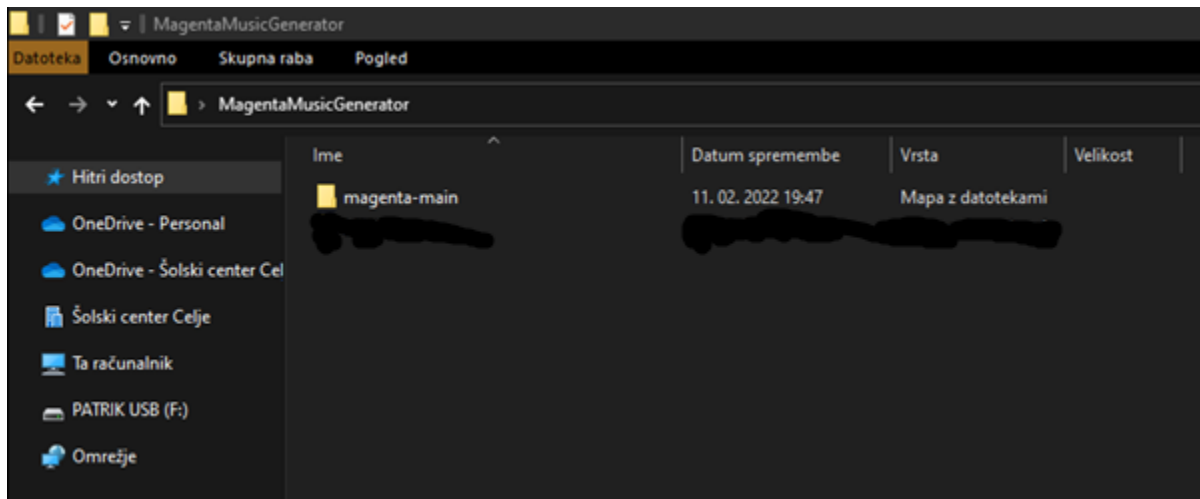 MagentaMusicGenerator
Datoteka Osnovno Skupna raba Pogled
MagentaMusicGenerator
Ime Datum spremembe Vrsta Velikost
Hitri dostop
magenta-main 11. 02. 2022 19:47 Mapa z datotekami
OneDrive - Personal
OneDrive - Šolski center Cel
Šolski center Celje
Ta računalnik
PATRIK USB (F:)
Omrežje